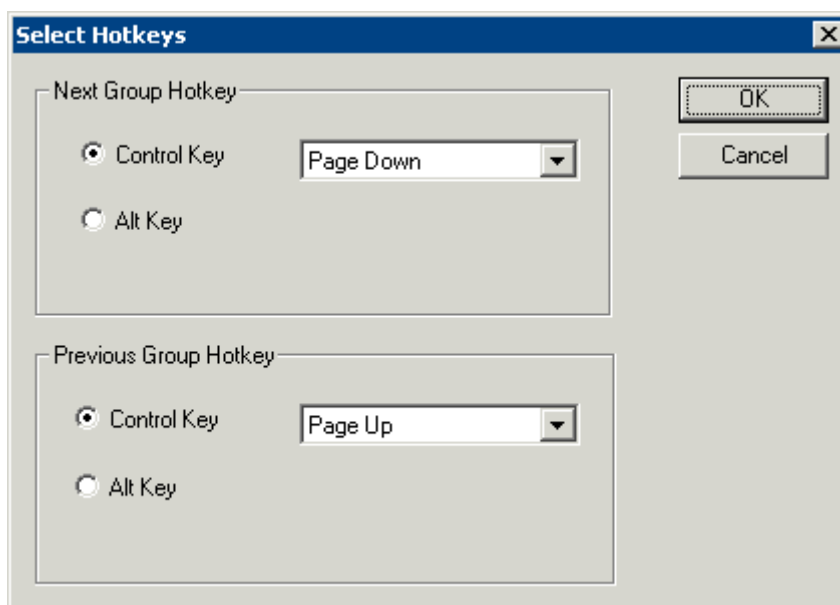 Select Hotkeys
Next Group Hotkey
OK
Control Key
Page Down
Cancel
Alt Key
Previous Group Hotkey
Control Key
Page Up
Alt Key